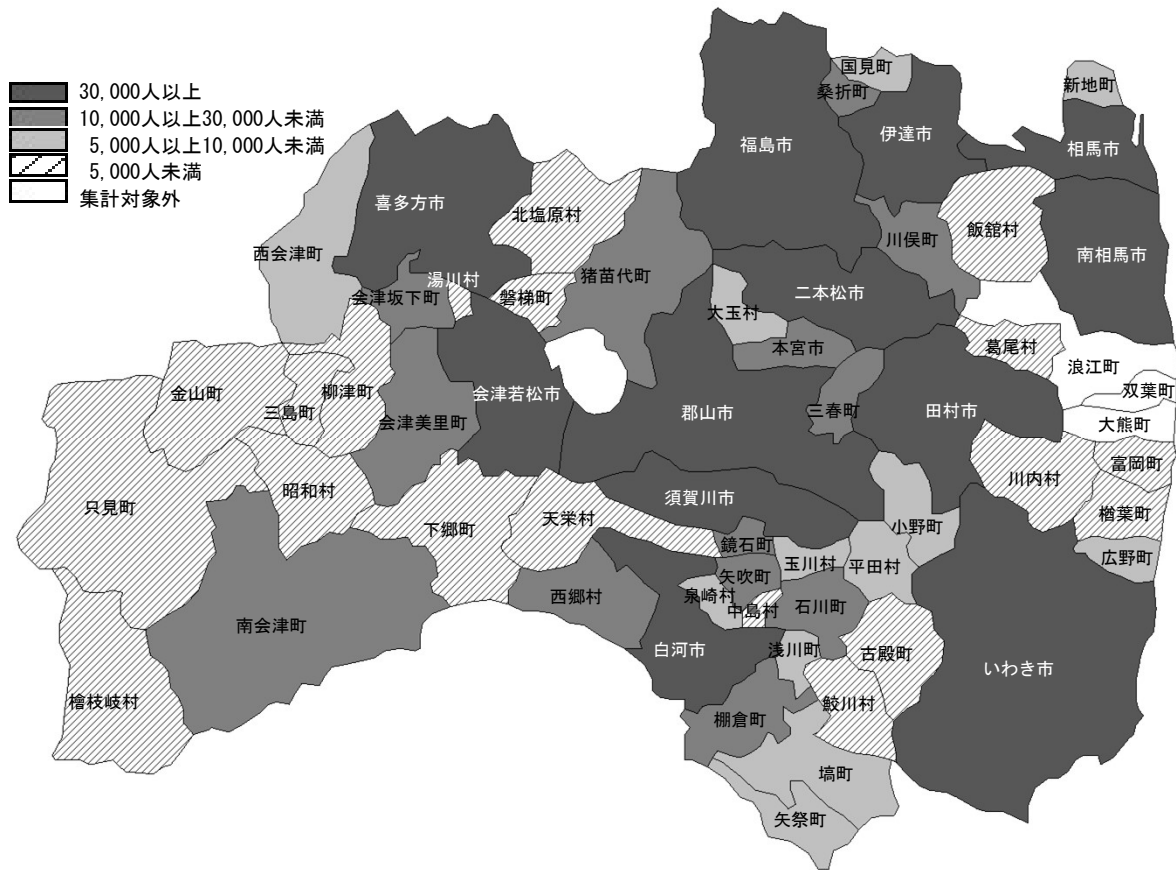 30,000人以上
10,000人以上30,000人未満
5,000人以上10,000人未満
5,000人未満
集計対象外
国見町
桑折町
新地町
福島市
伊達市
相馬市
喜多方市
北塩原村
西会津町
川俣町
飯舘村
南相馬市
湯川村
猪苗代町
会津坂下町
磐梯町
二本松市
大玉村
本宮市
葛尾村
浪江町
双葉町
金山町
三島町
柳津町
会津美里町
会津若松市
郡山市
三春町
田村市
大熊町
富岡町
川内村
楢葉町
只見町
昭和村
下郷町
天栄村
須賀川市
小野町
鏡石町
玉川村
平田村
広野町
矢吹町
泉崎村
中島村
西郷村
石川町
南会津町
白河市
浅川町
古殿町
いわき市
檜枝岐村
鮫川村
棚倉町
塙町
矢祭町